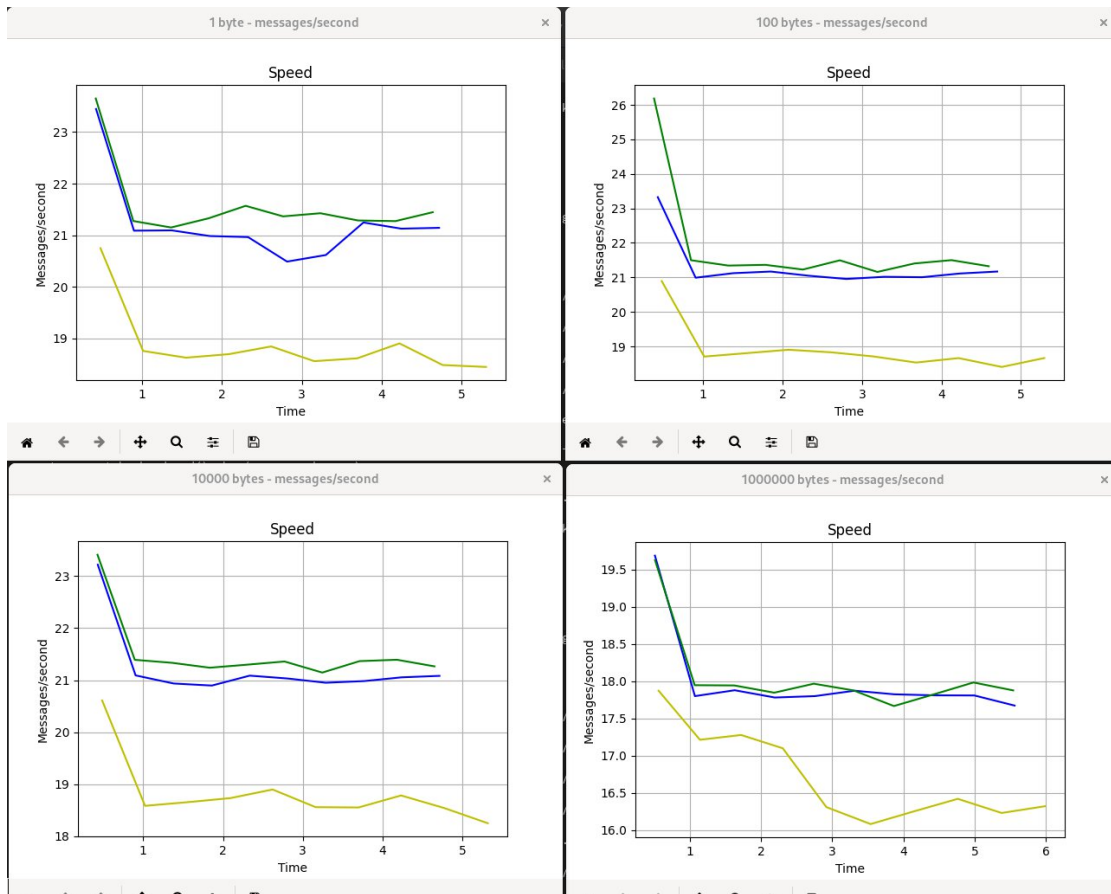 1 byte - messages/second ×
Speed
Messages/second
23
22
21
20
19
1 2 3 4 5
Time
100 bytes - messages/second ×
Speed
Messages/second
26
25
24
23
22
21
20
19
1 2 3 4 5
Time
10000 bytes - messages/second ×
Speed
Messages/second
23
22
21
20
19
18
1 2 3 4 5
Time
1000000 bytes - messages/second ×
Speed
Messages/second
19.5
19.0
18.5
18.0
17.5
17.0
16.5
16.0
1 2 3 4 5 6
Time